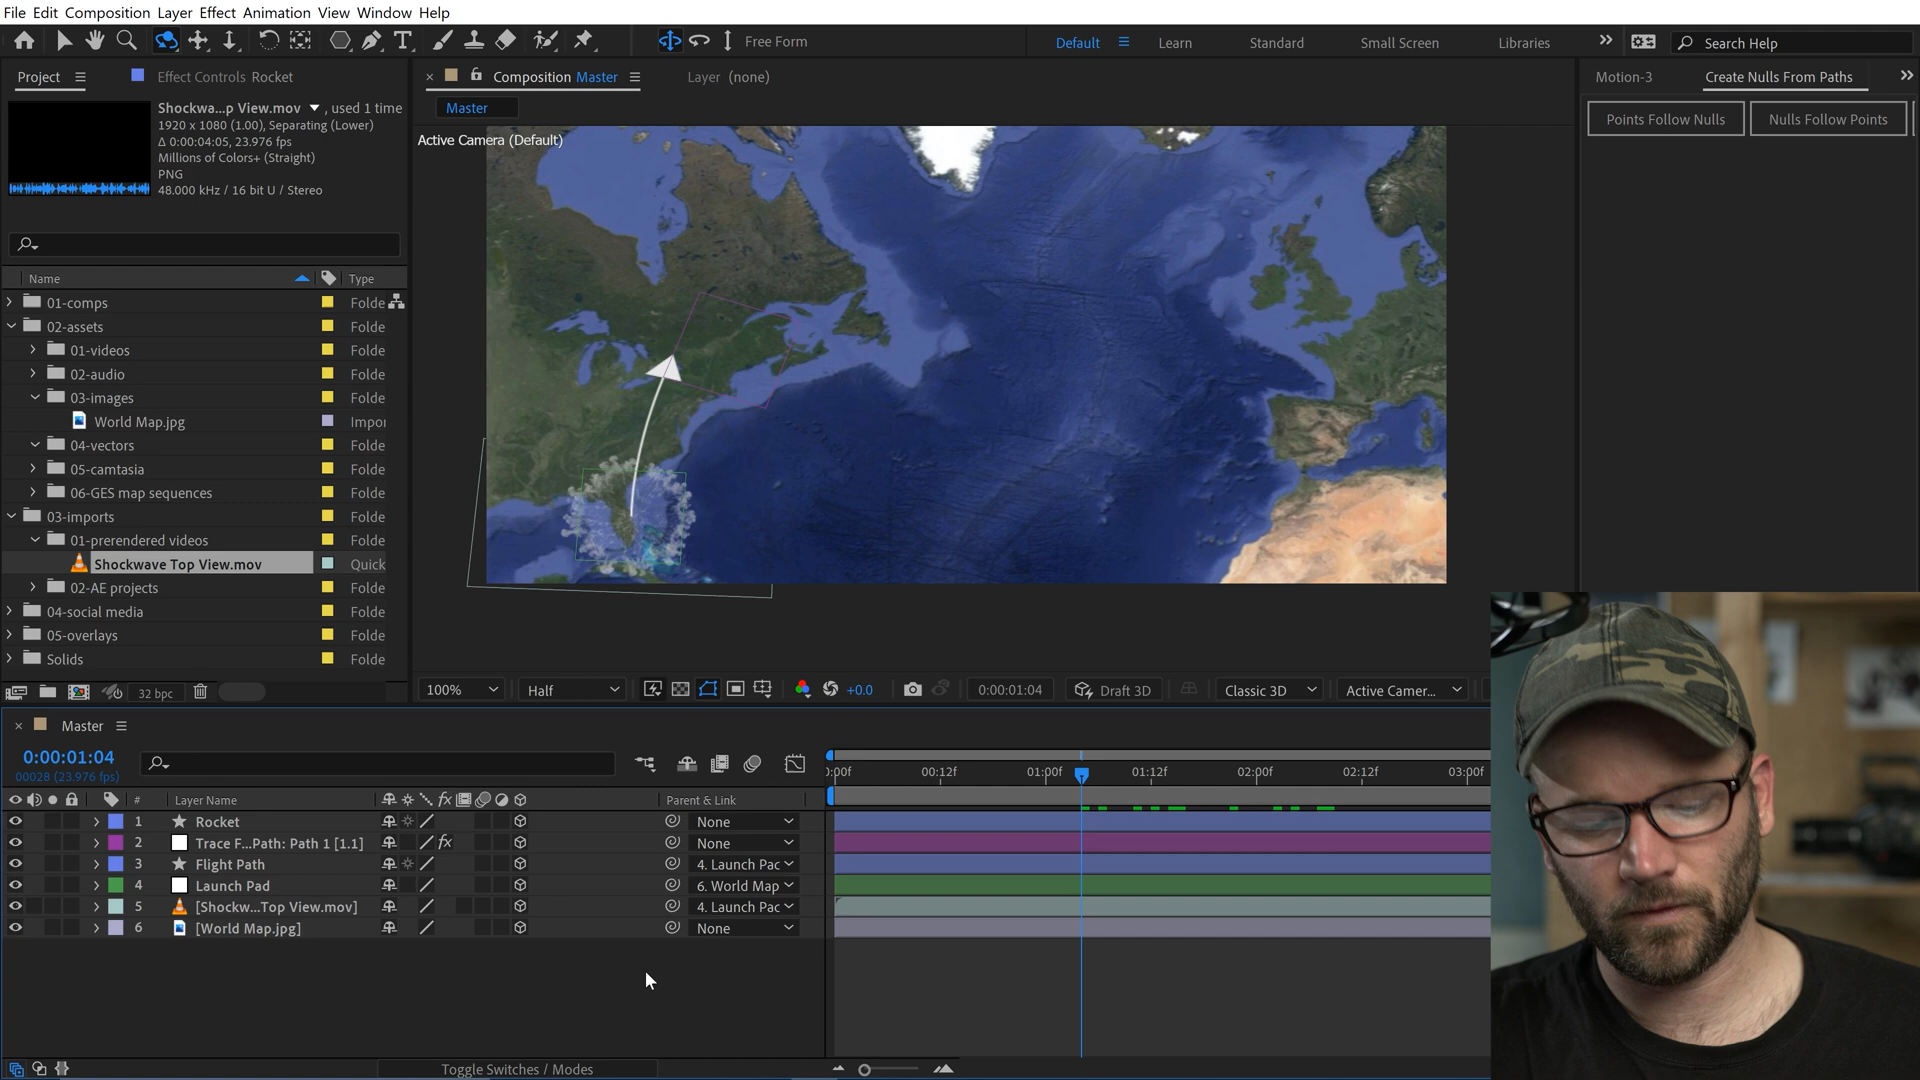 File Edit Composition Layer Effect Animation View Window Help
Free Form
Default
Learn
Standard
Small Screen
Libraries
Search Help
Project
Effect Controls Rocket
Composition Master
Layer (none)
Motion-3
Create Nulls From Paths
Shockwa...p View.mov , used 1 time
1920 x 1080 (1.00), Separating (Lower)
Δ 0:00:04:05, 23.976 fps
Millions of Colors+ (Straight)
PNG
48.000 kHz / 16 bit U / Stereo
Master
Points Follow Nulls
Nulls Follow Points
Active Camera (Default)
Name
Type
01-comps
Folde
02-assets
Folde
01-videos
Folde
02-audio
Folde
03-images
Folde
World Map.jpg
Impor
04-vectors
Folde
05-camtasia
Folde
06-GES map sequences
Folde
03-imports
Folde
01-prerendered videos
Folde
Shockwave Top View.mov
Quick
02-AE projects
Folde
04-social media
Folde
05-overlays
Folde
Solids
Folde
32 bpc
100%
Half
+0.0
0:00:01:04
Draft 3D
Classic 3D
Active Camer...
Master
0:00:01:04
00028 (23.976 fps)
:00f
00:12f
01:00f
01:12f
02:00f
02:12f
03:00f
#
Layer Name
fx
Parent & Link
1
Rocket
None
2
Trace F...Path: Path 1 [1.1]
fx
None
3
Flight Path
4. Launch Pac
4
Launch Pad
6. World Map
5
[Shockw...Top View.mov]
4. Launch Pac
6
[World Map.jpg]
None
Toggle Switches / Modes